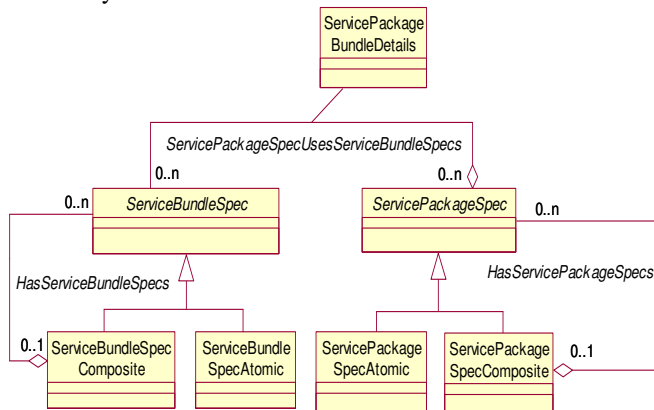 ServicePackage
BundleDetails
ServicePackageSpecUsesServiceBundleSpecs
0..n
0..n
0..n
ServiceBundleSpec
ServicePackageSpec
0..n
HasServiceBundleSpecs
HasServicePackageSpecs
0..1
ServiceBundleSpec
Composite
ServiceBundle
SpecAtomic
ServicePackage
SpecAtomic
ServicePackage
SpecComposite
0..1